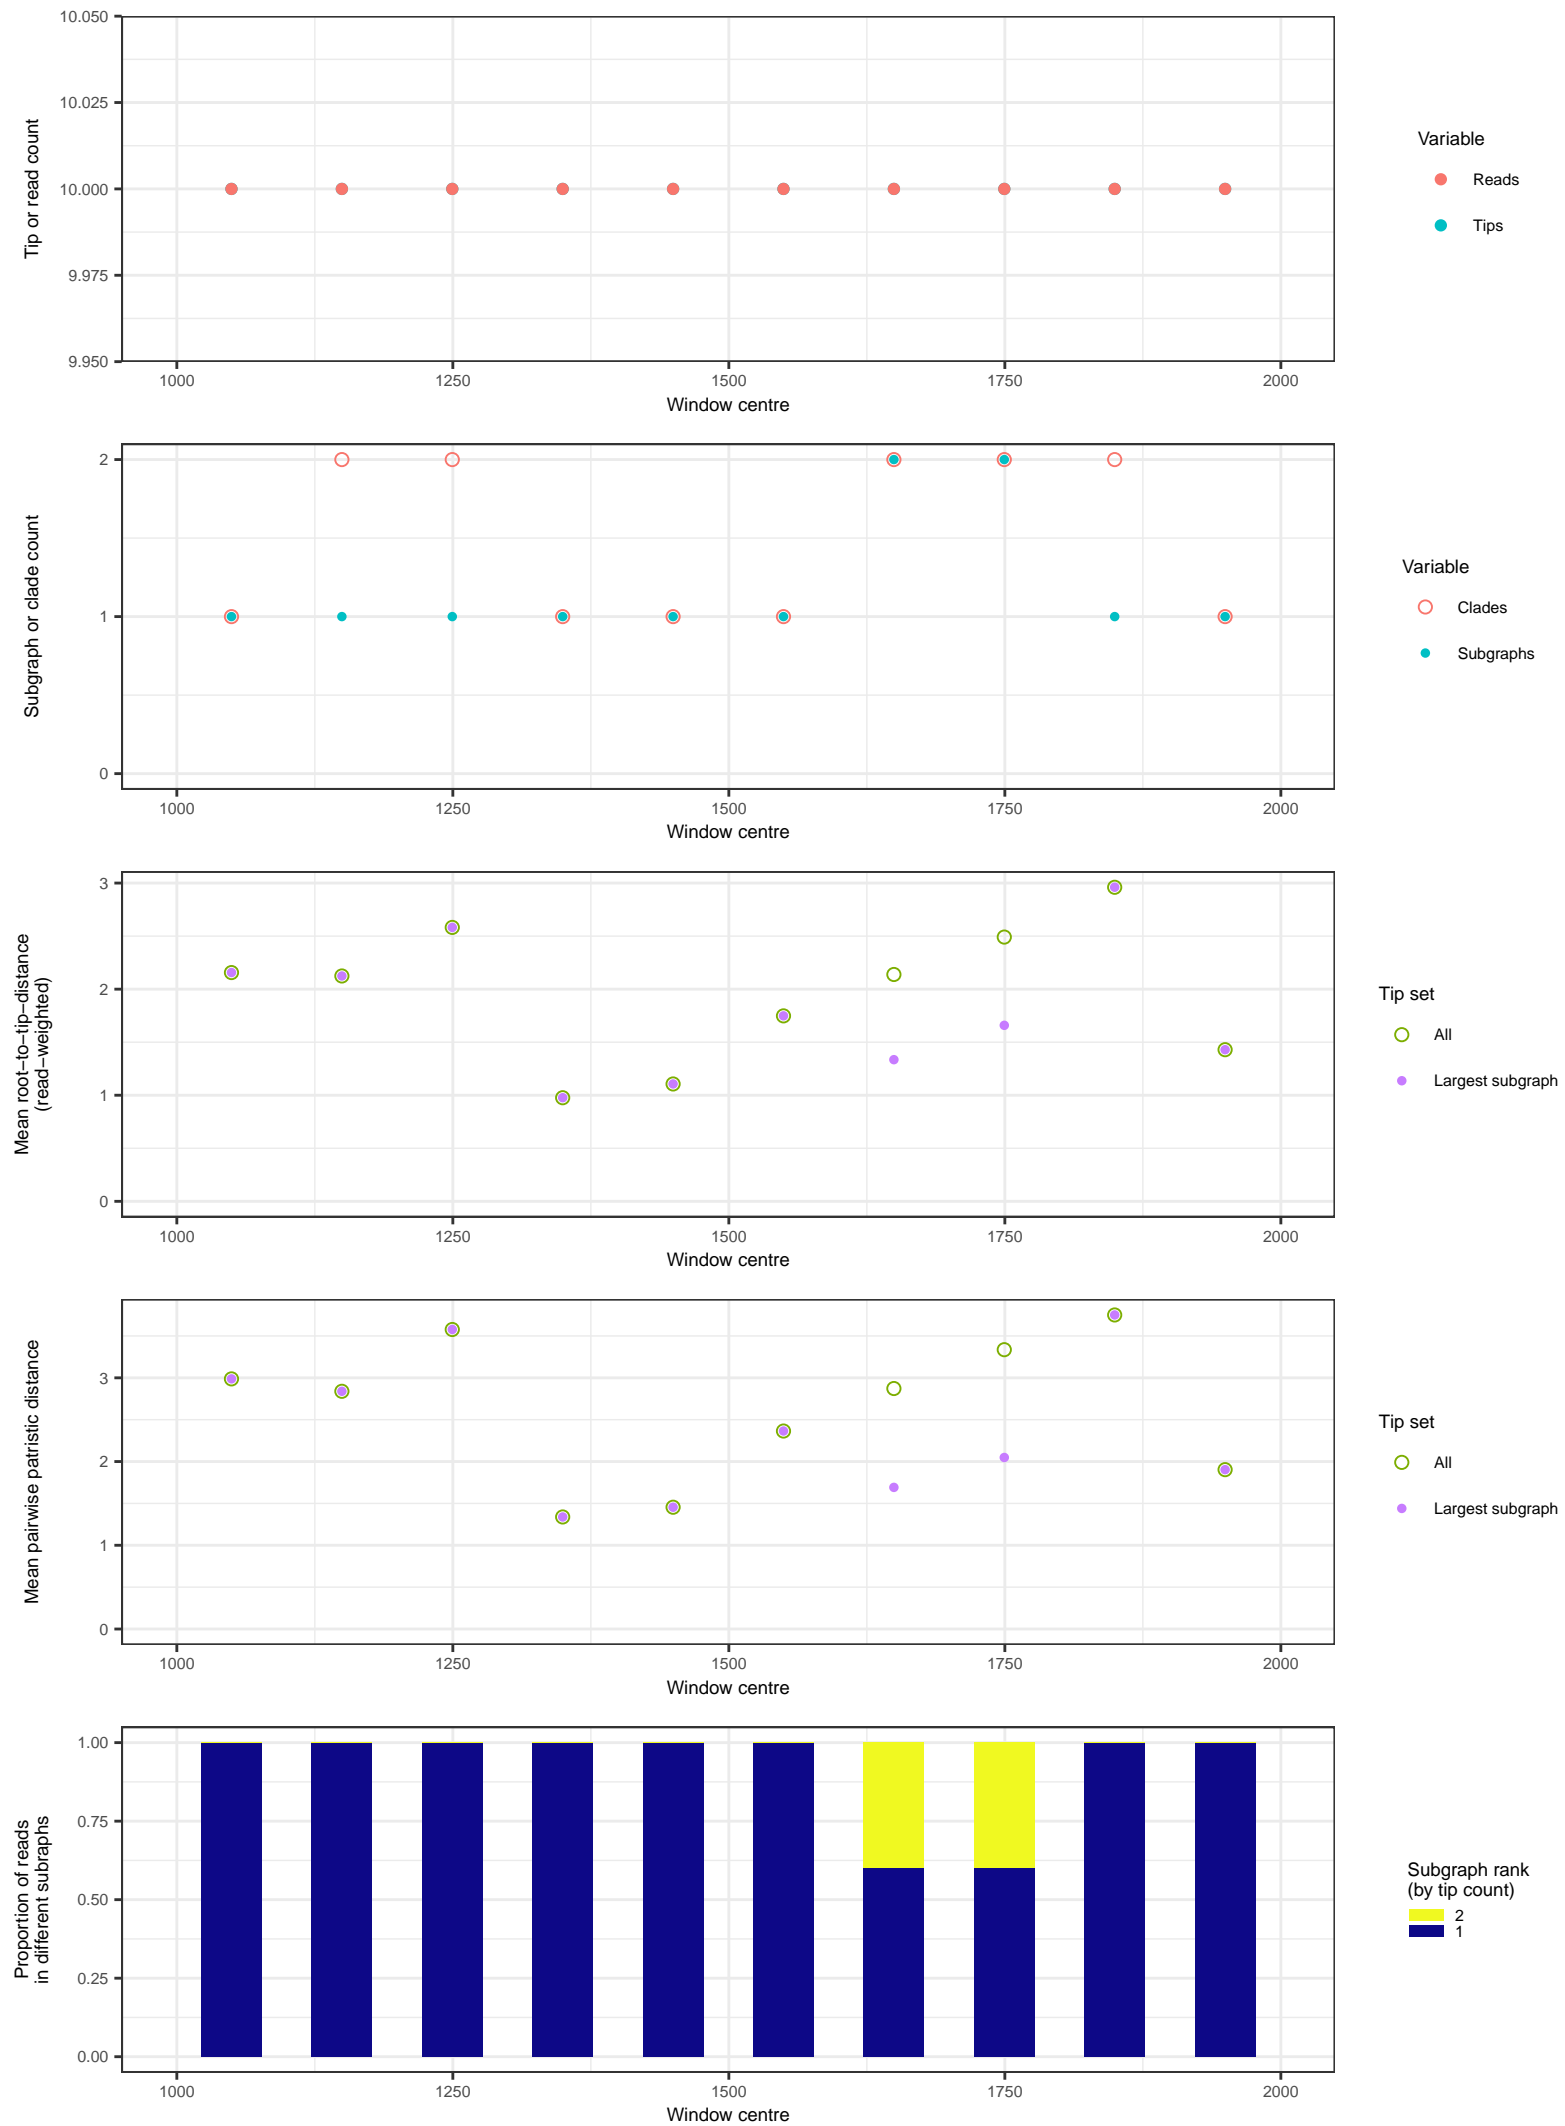 10.050
10.025
10.000
9.975
9.950
Tip or read count
1000 1250 1500 1750 2000
Window centre
Variable
Reads
Tips
2
1
0
Subgraph or clade count
1000 1250 1500 1750 2000
Window centre
Variable
Clades
Subgraphs
3
2
1
0
Mean root−to−tip−distance
(read−weighted)
1000 1250 1500 1750 2000
Window centre
Tip set
All
Largest subgraph
3
2
1
0
Mean pairwise patristic distance
1000 1250 1500 1750 2000
Window centre
Tip set
All
Largest subgraph
1.00
0.75
0.50
0.25
0.00
Proportion of reads
in different subraphs
1000 1250 1500 1750 2000
Window centre
Subgraph rank
(by tip count)
2
1